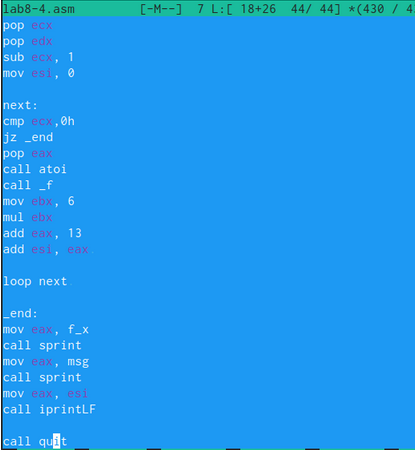 lab8-4.asm [-M--] 7 L:[ 18+26 44/ 44] *(430 / 4
pop ecx
pop edx
sub ecx, 1
mov esi, 0
next:
cmp ecx,0h
jz _end
pop eax
call atoi
call _f
mov ebx, 6
mul ebx
add eax, 13
add esi, eax
loop next
_end:
mov eax, f_x
call sprint
mov eax, msg
call sprint
mov eax, esi
call iprintLF
call quit